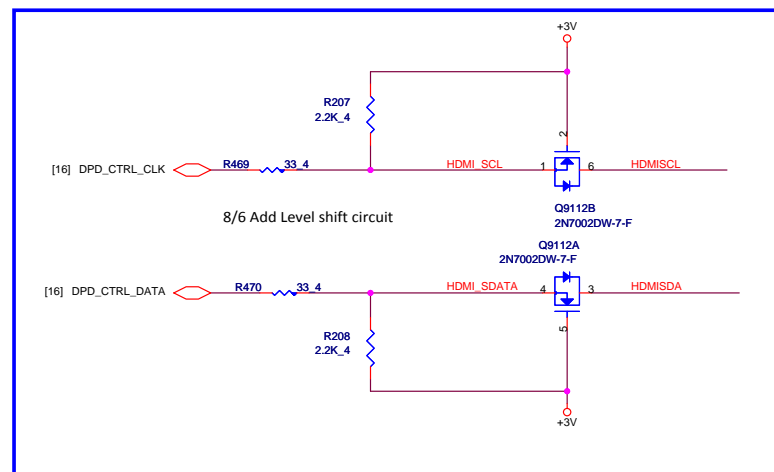 +3V
R207
2.2K_4
2
[16] DPD_CTRL_CLK
R469
33_4
HDMI_SCL
1
6
HDMISCL
Q9112B
2N7002DW-7-F
8/6 Add Level shift circuit
Q9112A
2N7002DW-7-F
[16] DPD_CTRL_DATA
R470
33_4
HDMI_SDATA
4
3
HDMISDA
5
R208
2.2K_4
+3V